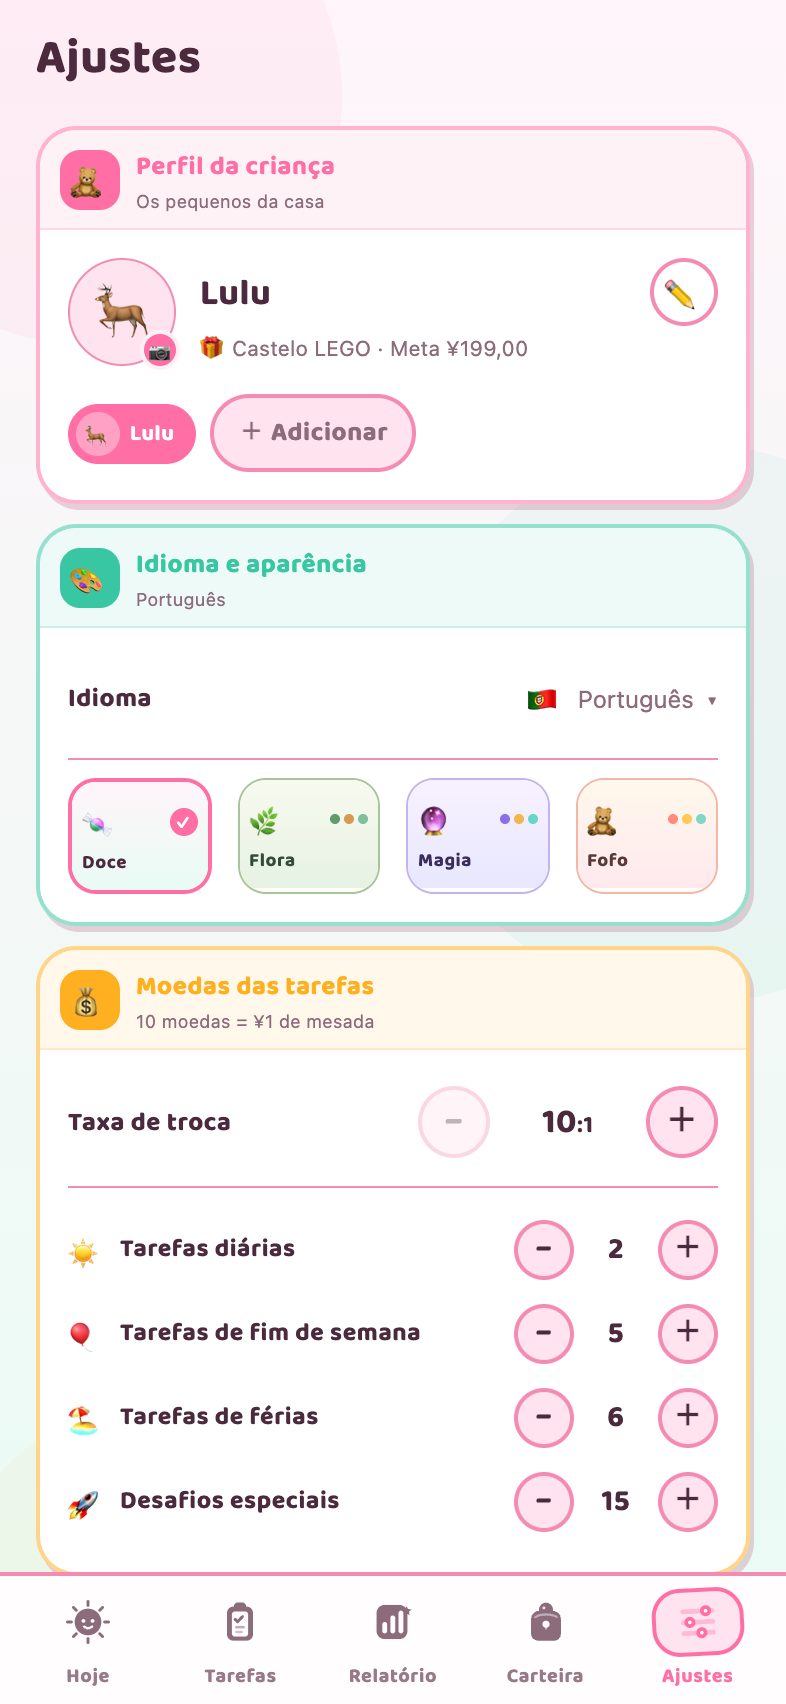 Ajustes
Perfil da criança
Os pequenos da casa
Lulu
🎁 Castelo LEGO · Meta ¥199,00
Lulu
+ Adicionar
Idioma e aparência
Português
Idioma
Português ▾
Doce
Flora
Magia
Fofo
Moedas das tarefas
10 moedas = ¥1 de mesada
Taxa de troca
− 10:1 +
Tarefas diárias
− 2 +
Tarefas de fim de semana
− 5 +
Tarefas de férias
− 6 +
Desafios especiais
− 15 +
Hoje
Tarefas
Relatório
Carteira
Ajustes